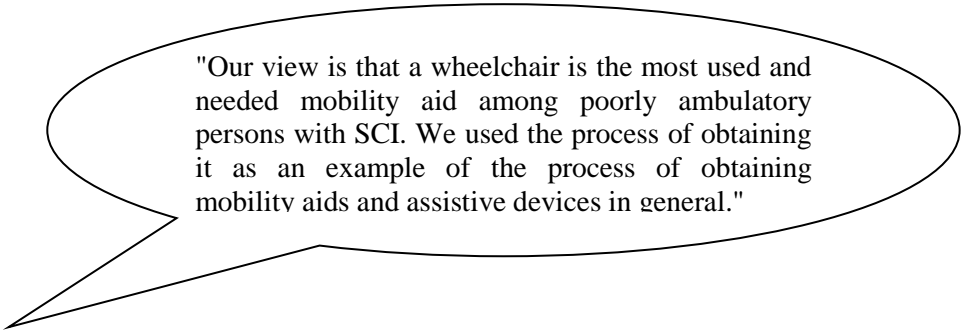 "Our view is that a wheelchair is the most used and
needed mobility aid among poorly ambulatory
persons with SCI. We used the process of obtaining
it as an example of the process of obtaining
mobility aids and assistive devices in general."